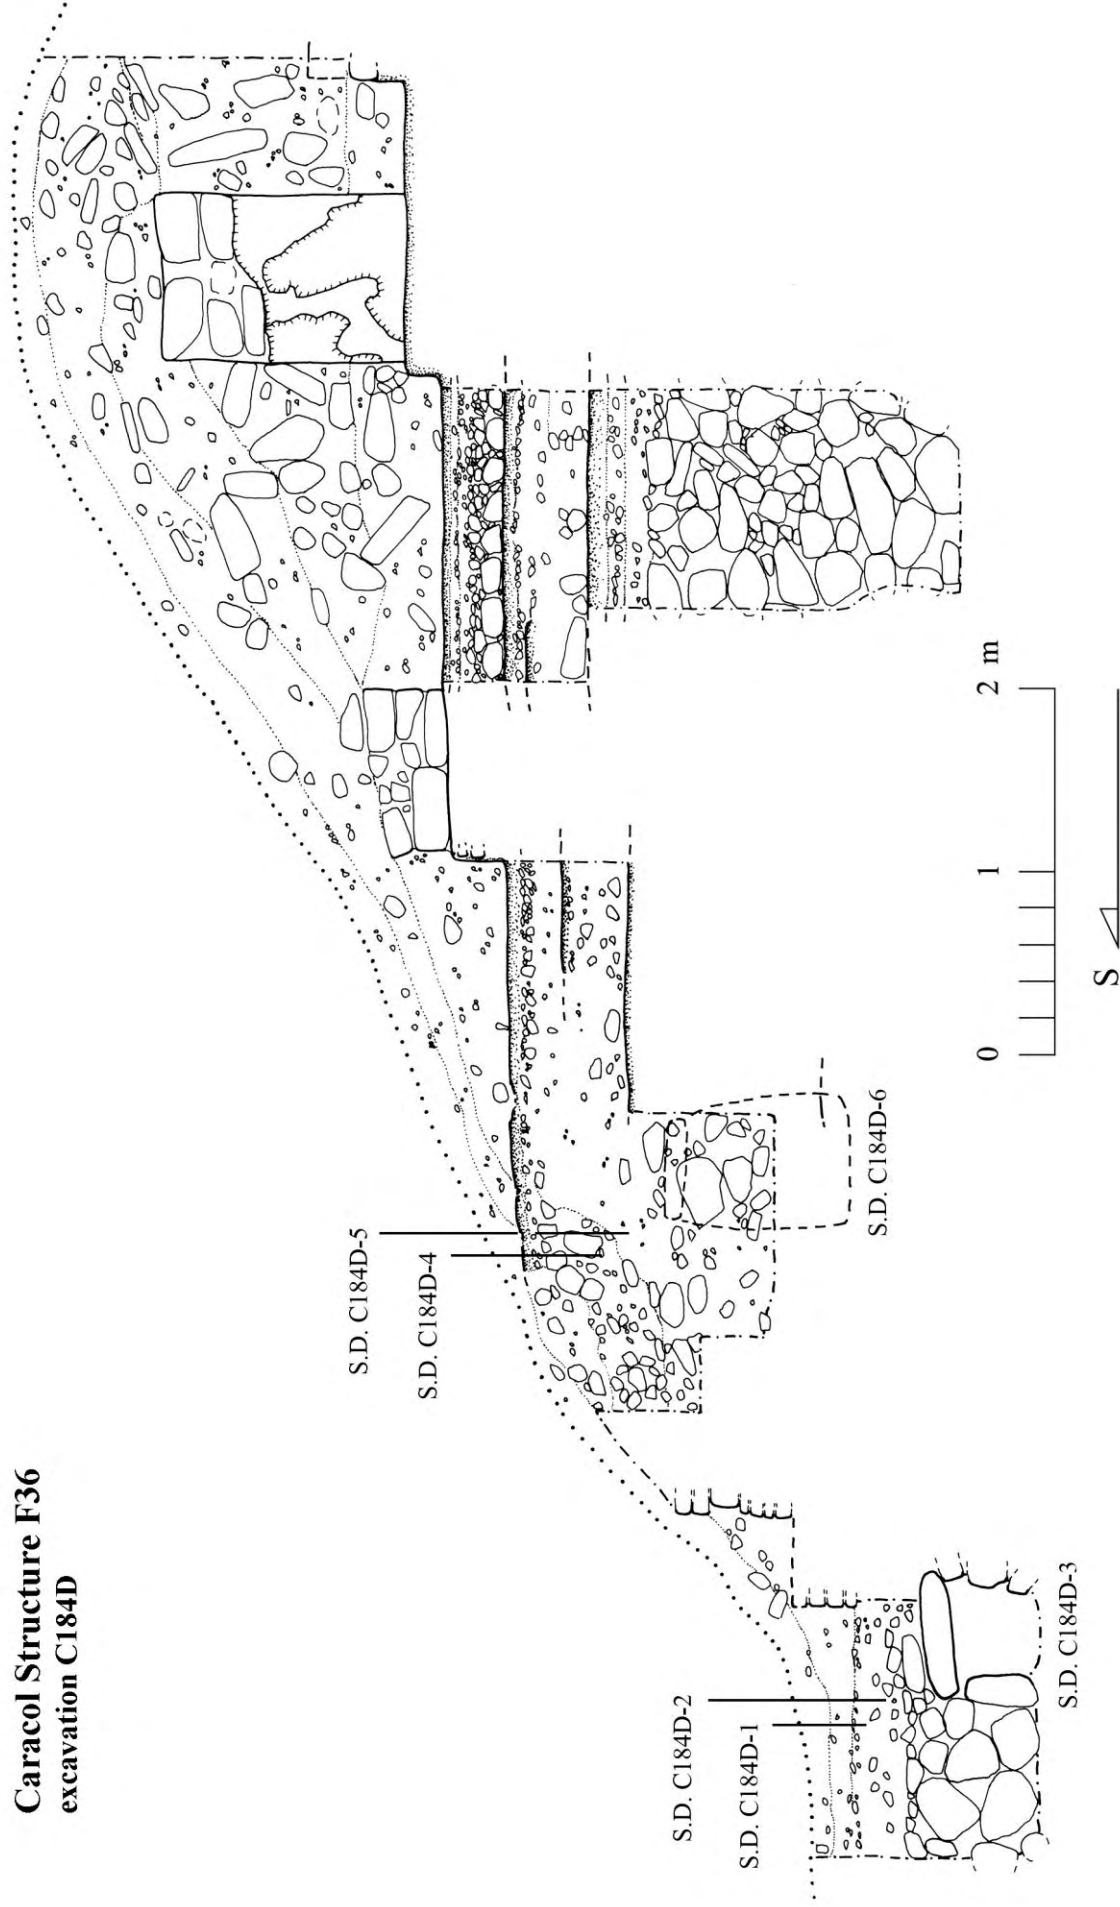 Caracol Structure F36
excavation C184D
S.D. C184D-5
S.D. C184D-4
S.D. C184D-2
S.D. C184D-1
S.D. C184D-3
S.D. C184D-6
0 1 2 m
S